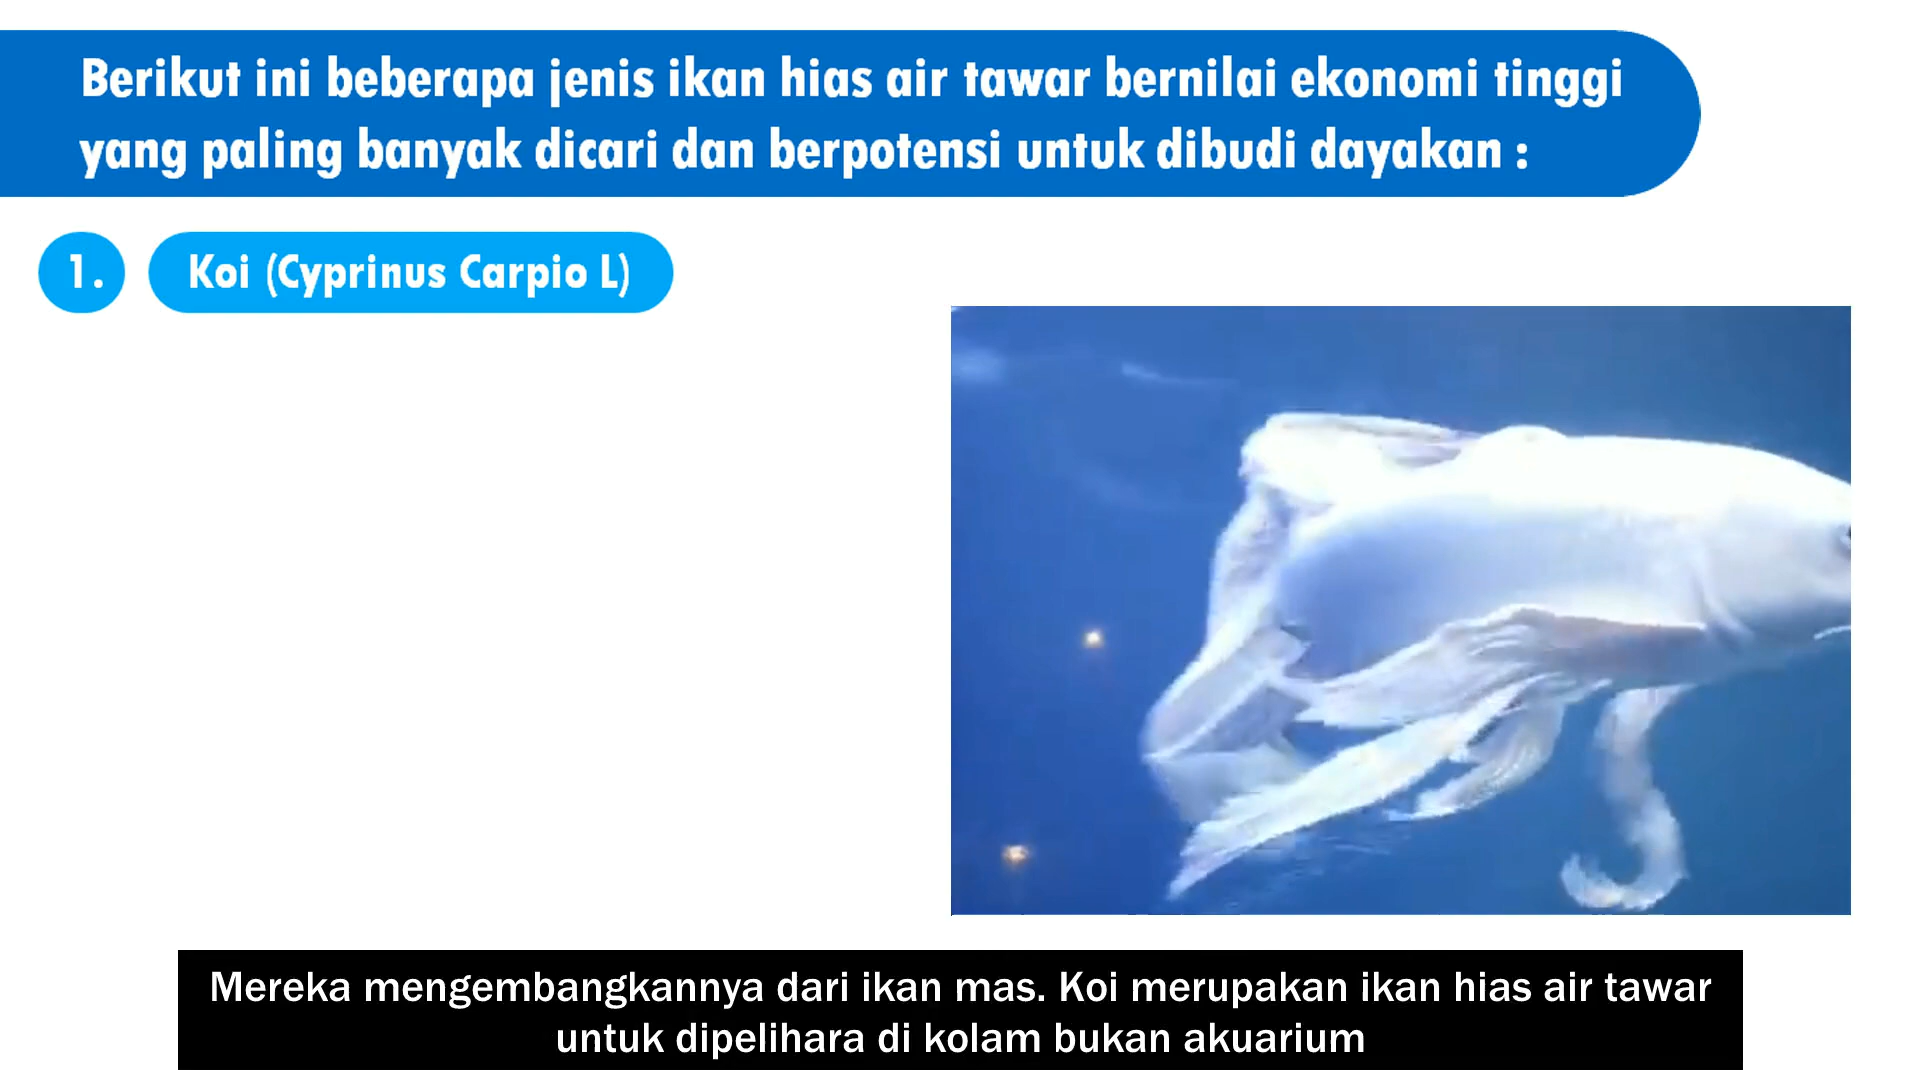 Berikut ini beberapa jenis ikan hias air tawar bernilai ekonomi tinggi
yang paling banyak dicari dan berpotensi untuk dibudi dayakan :
1. Koi (Cyprinus Carpio L)
Mereka mengembangkannya dari ikan mas. Koi merupakan ikan hias air tawar
untuk dipelihara di kolam bukan akuarium